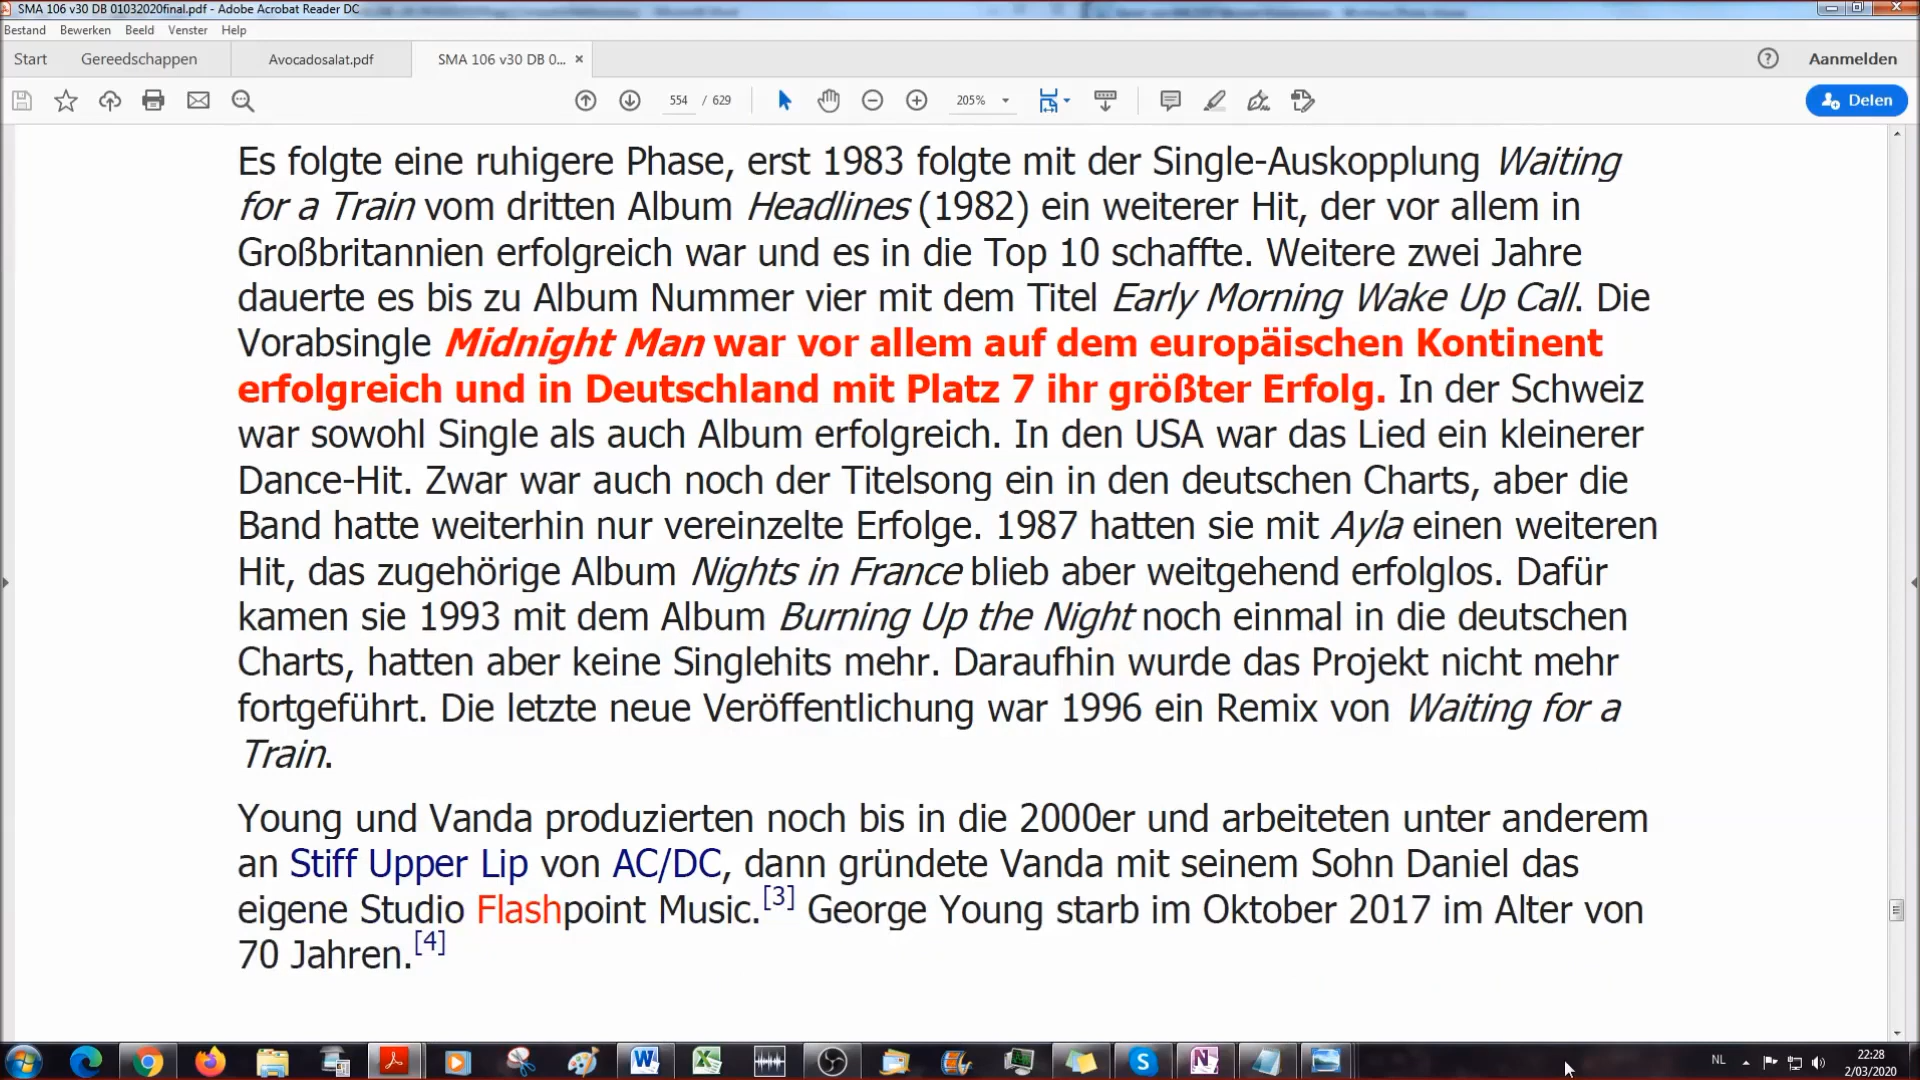 SMA 106 v30 DB 01032020final.pdf - Adobe Acrobat Reader DC
Bestand Bewerken Beeld Venster Help
Start Gereedschappen Avocadosalat.pdf SMA 106 v30 DB 0... × Aanmelden
554 / 629 205% Delen
Es folgte eine ruhigere Phase, erst 1983 folgte mit der Single-Auskopplung Waiting
for a Train vom dritten Album Headlines (1982) ein weiterer Hit, der vor allem in
Großbritannien erfolgreich war und es in die Top 10 schaffte. Weitere zwei Jahre
dauerte es bis zu Album Nummer vier mit dem Titel Early Morning Wake Up Call. Die
Vorabsingle Midnight Man war vor allem auf dem europäischen Kontinent
erfolgreich und in Deutschland mit Platz 7 ihr größter Erfolg. In der Schweiz
war sowohl Single als auch Album erfolgreich. In den USA war das Lied ein kleinerer
Dance-Hit. Zwar war auch noch der Titelsong ein in den deutschen Charts, aber die
Band hatte weiterhin nur vereinzelte Erfolge. 1987 hatten sie mit Ayla einen weiteren
Hit, das zugehörige Album Nights in France blieb aber weitgehend erfolglos. Dafür
kamen sie 1993 mit dem Album Burning Up the Night noch einmal in die deutschen
Charts, hatten aber keine Singlehits mehr. Daraufhin wurde das Projekt nicht mehr
fortgeführt. Die letzte neue Veröffentlichung war 1996 ein Remix von Waiting for a
Train.
Young und Vanda produzierten noch bis in die 2000er und arbeiteten unter anderem
an Stiff Upper Lip von AC/DC, dann gründete Vanda mit seinem Sohn Daniel das
eigene Studio Flashpoint Music.[3] George Young starb im Oktober 2017 im Alter von
70 Jahren.[4]
NL 22:28
2/03/2020